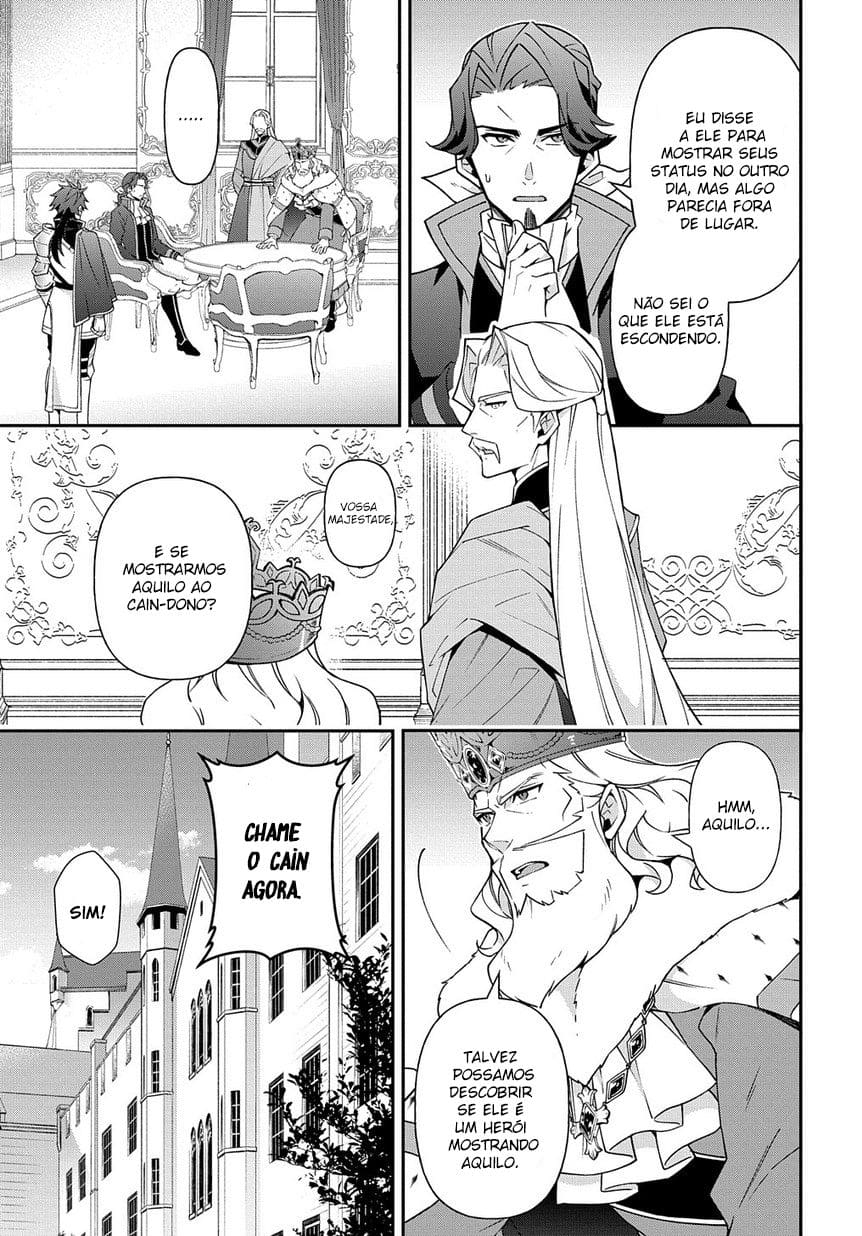 EU DISSE
A ELE PARA
MOSTRAR SEUS
STATUS NO OUTRO
DIA, MAS ALGO
PARECIA FORA
DE LUGAR.
NÃO SEI O
QUE ELE ESTÁ
ESCONDENDO.
.....
VOSSA
MAJESTADE,
E SE
MOSTRARMOS
AQUILO AO
CAIN-DONO?
HMM,
AQUILO...
TALVEZ
POSSAMOS
DESCOBRIR
SE ELE É
UM HERÓI
MOSTRANDO
AQUILO.
CHAME
O CAIN
AGORA.
SIM!